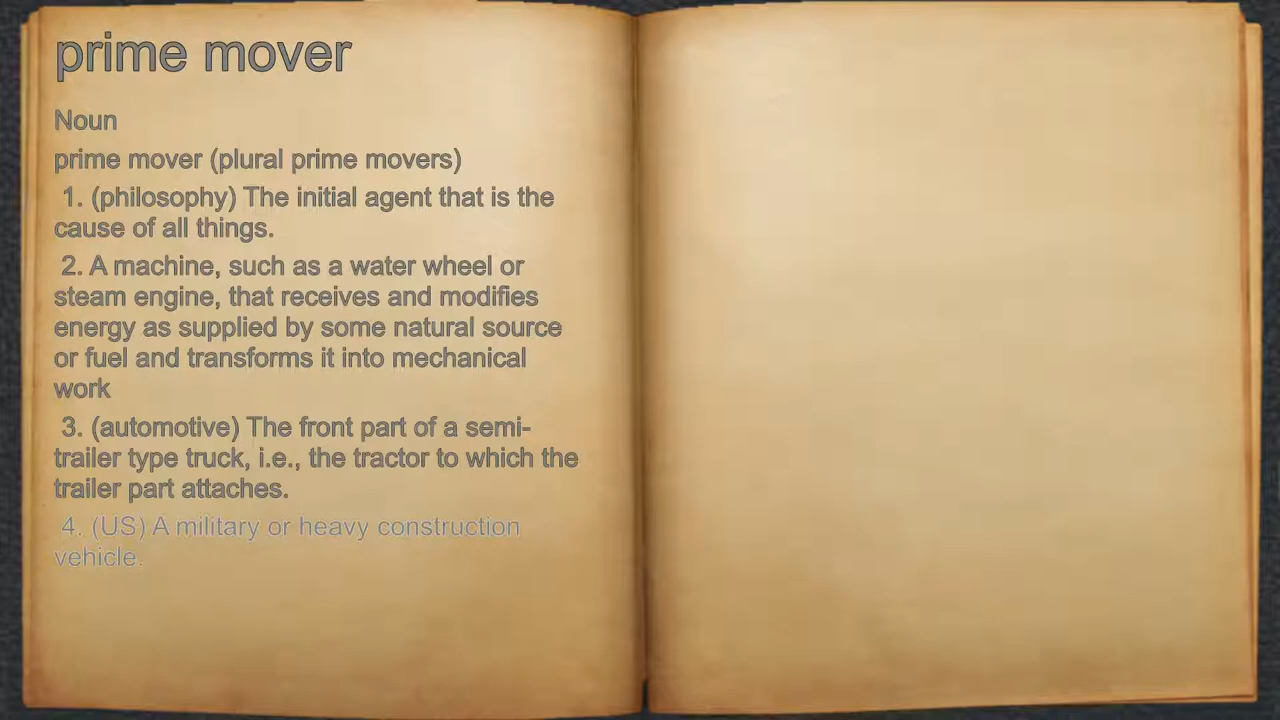 prime mover
Noun
prime mover (plural prime movers)
1. (philosophy) The initial agent that is the
cause of all things.
2. A machine, such as a water wheel or
steam engine, that receives and modifies
energy as supplied by some natural source
or fuel and transforms it into mechanical
work
3. (automotive) The front part of a semi-
trailer type truck, i.e., the tractor to which the
trailer part attaches.
4. (US) A military or heavy construction
vehicle.